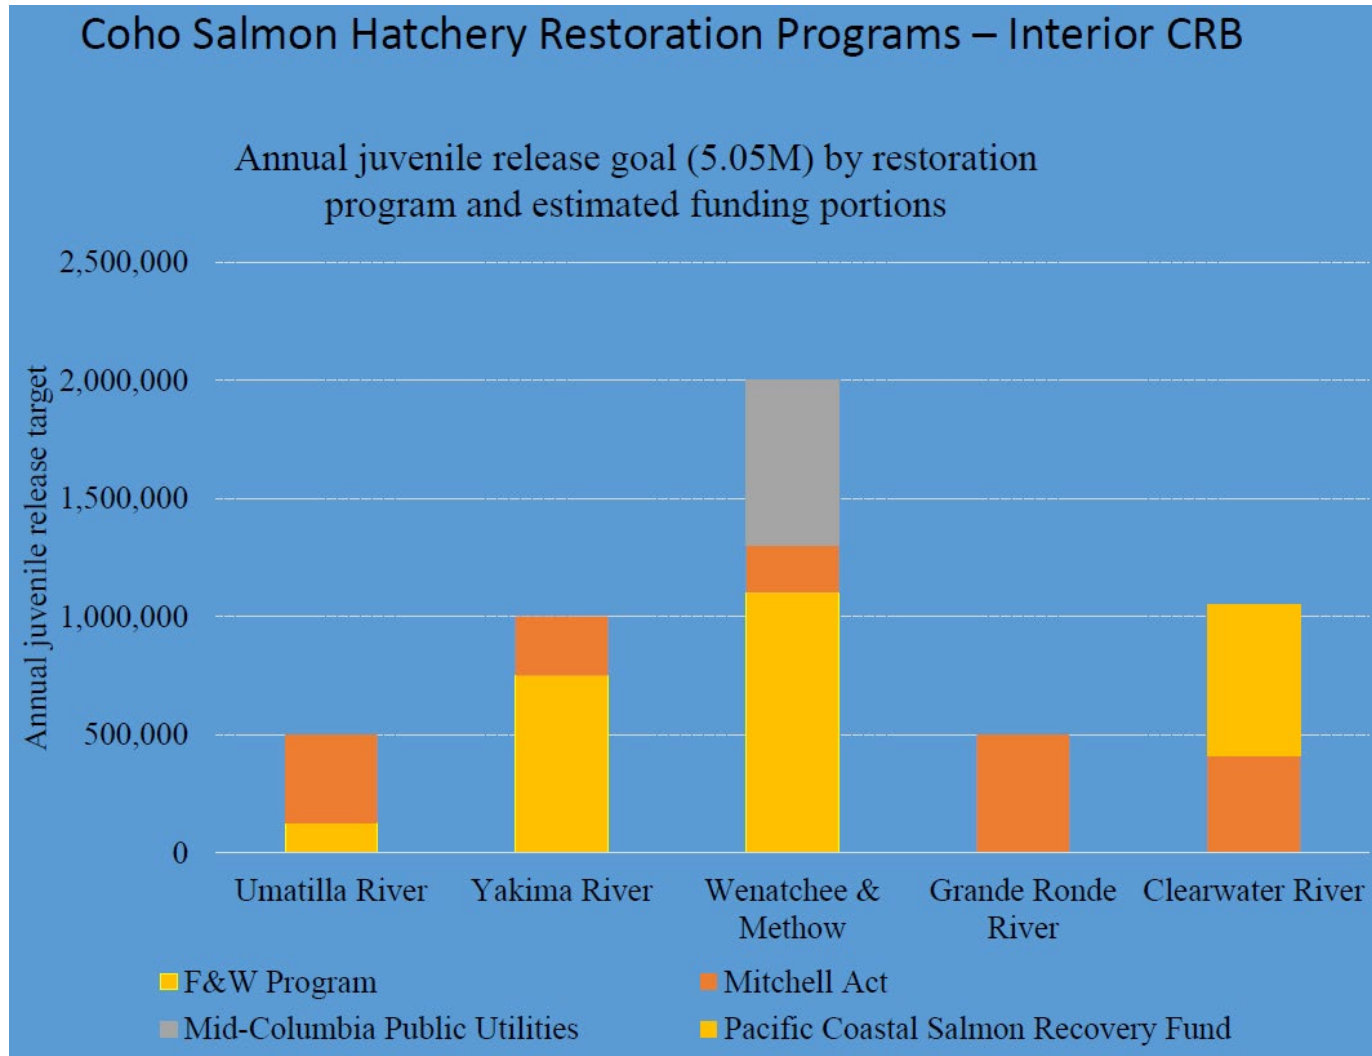 Coho Salmon Hatchery Restoration Programs – Interior CRB
Annual juvenile release goal (5.05M) by restoration
program and estimated funding portions
Annual juvenile release target
2,500,000
2,000,000
1,500,000
1,000,000
500,000
0
Umatilla River
Yakima River
Wenatchee &
Methow
Grande Ronde
River
Clearwater River
F&W Program
Mitchell Act
Mid-Columbia Public Utilities
Pacific Coastal Salmon Recovery Fund